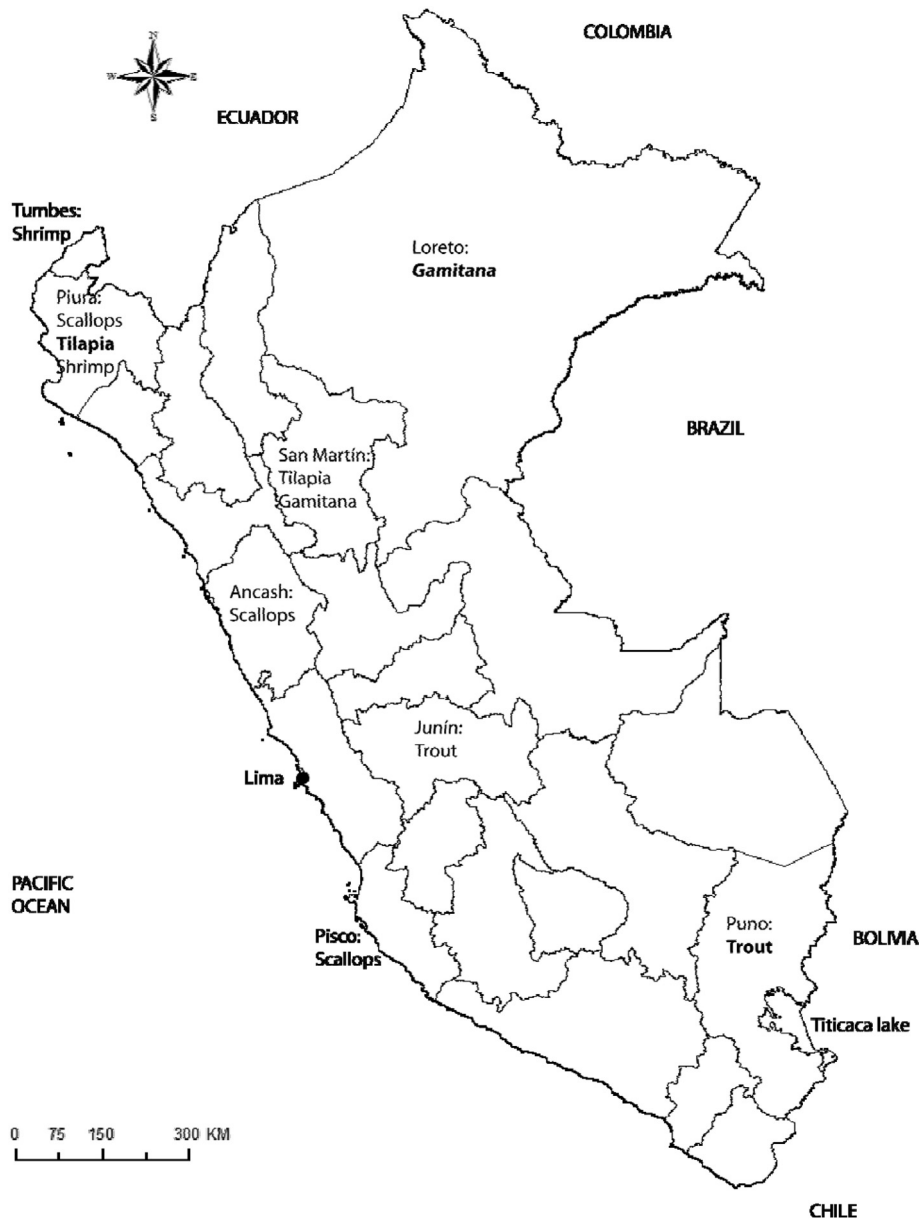 COLOMBIA
N
W E
S
ECUADOR
Tumbes:
Shrimp
Loreto:
Gamitana
Piura:
Scallops
Tilapia
Shrimp
BRAZIL
San Martín:
Tilapia
Gamitana
Ancash:
Scallops
Junín:
Trout
Lima
PACIFIC
OCEAN
Pisco:
Scallops
Puno:
Trout
BOLIVIA
Titicaca lake
0 75 150 300 KM
CHILE